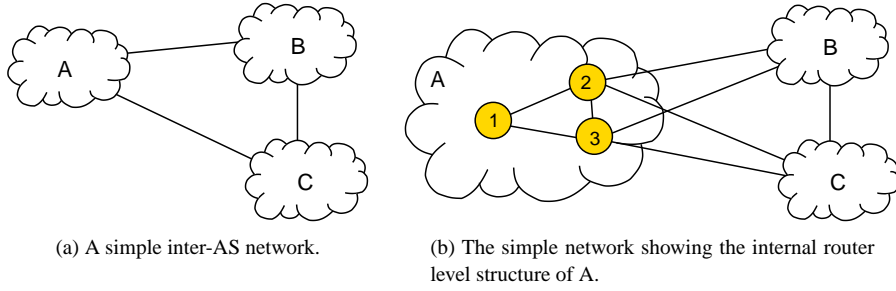 A
B
C
(a) A simple inter-AS network.
A
1
2
3
B
C
(b) The simple network showing the internal router
level structure of A.